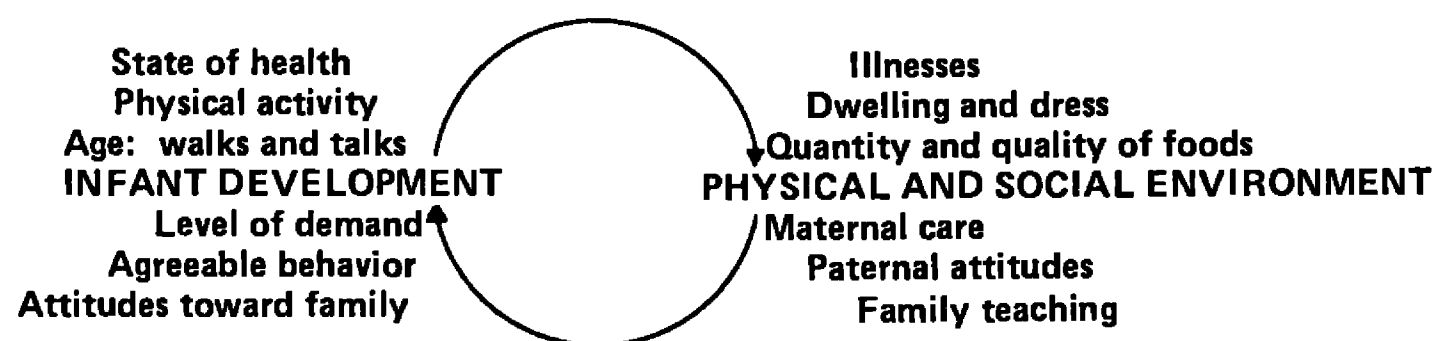 State of health
Physical activity
Age: walks and talks
INFANT DEVELOPMENT
Level of demand
Agreeable behavior
Attitudes toward family
Illnesses
Dwelling and dress
Quantity and quality of foods
PHYSICAL AND SOCIAL ENVIRONMENT
Maternal care
Paternal attitudes
Family teaching